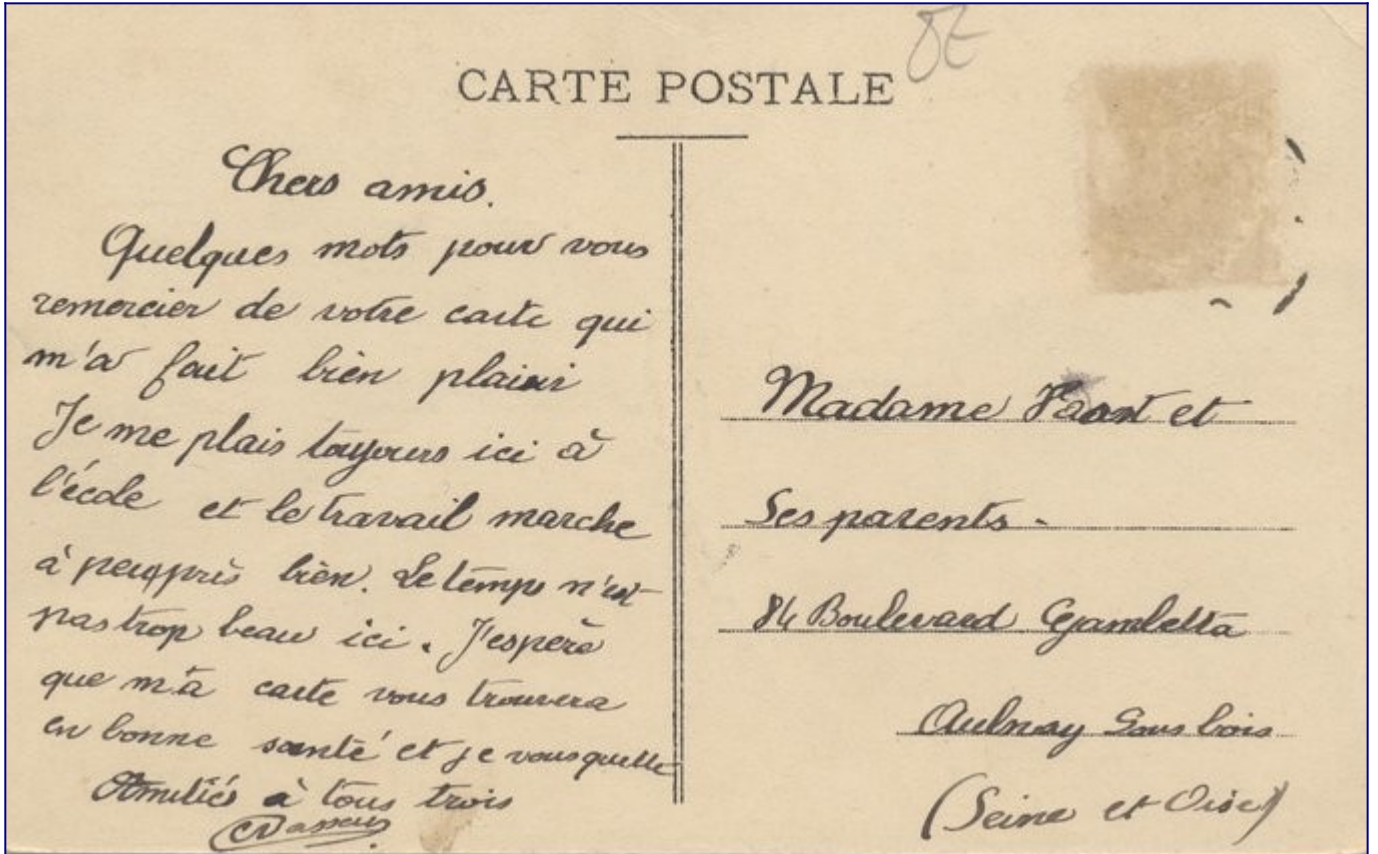 8E
CARTE POSTALE
Chers amis.
Quelques mots pour vous
remercier de votre carte qui
m'a fait bien plaisir
Je me plais toujours ici à
l'école et le travail marche
à peu près bien. Le temps n'est
pas trop beau ici. J'espère
que ma carte vous trouvera
en bonne santé et je vous quitte
Amitiés à tous trois
Madame et
Ses parents -
84 Boulevard Gambetta
Aulnay Sous bois
(Seine et Oise)